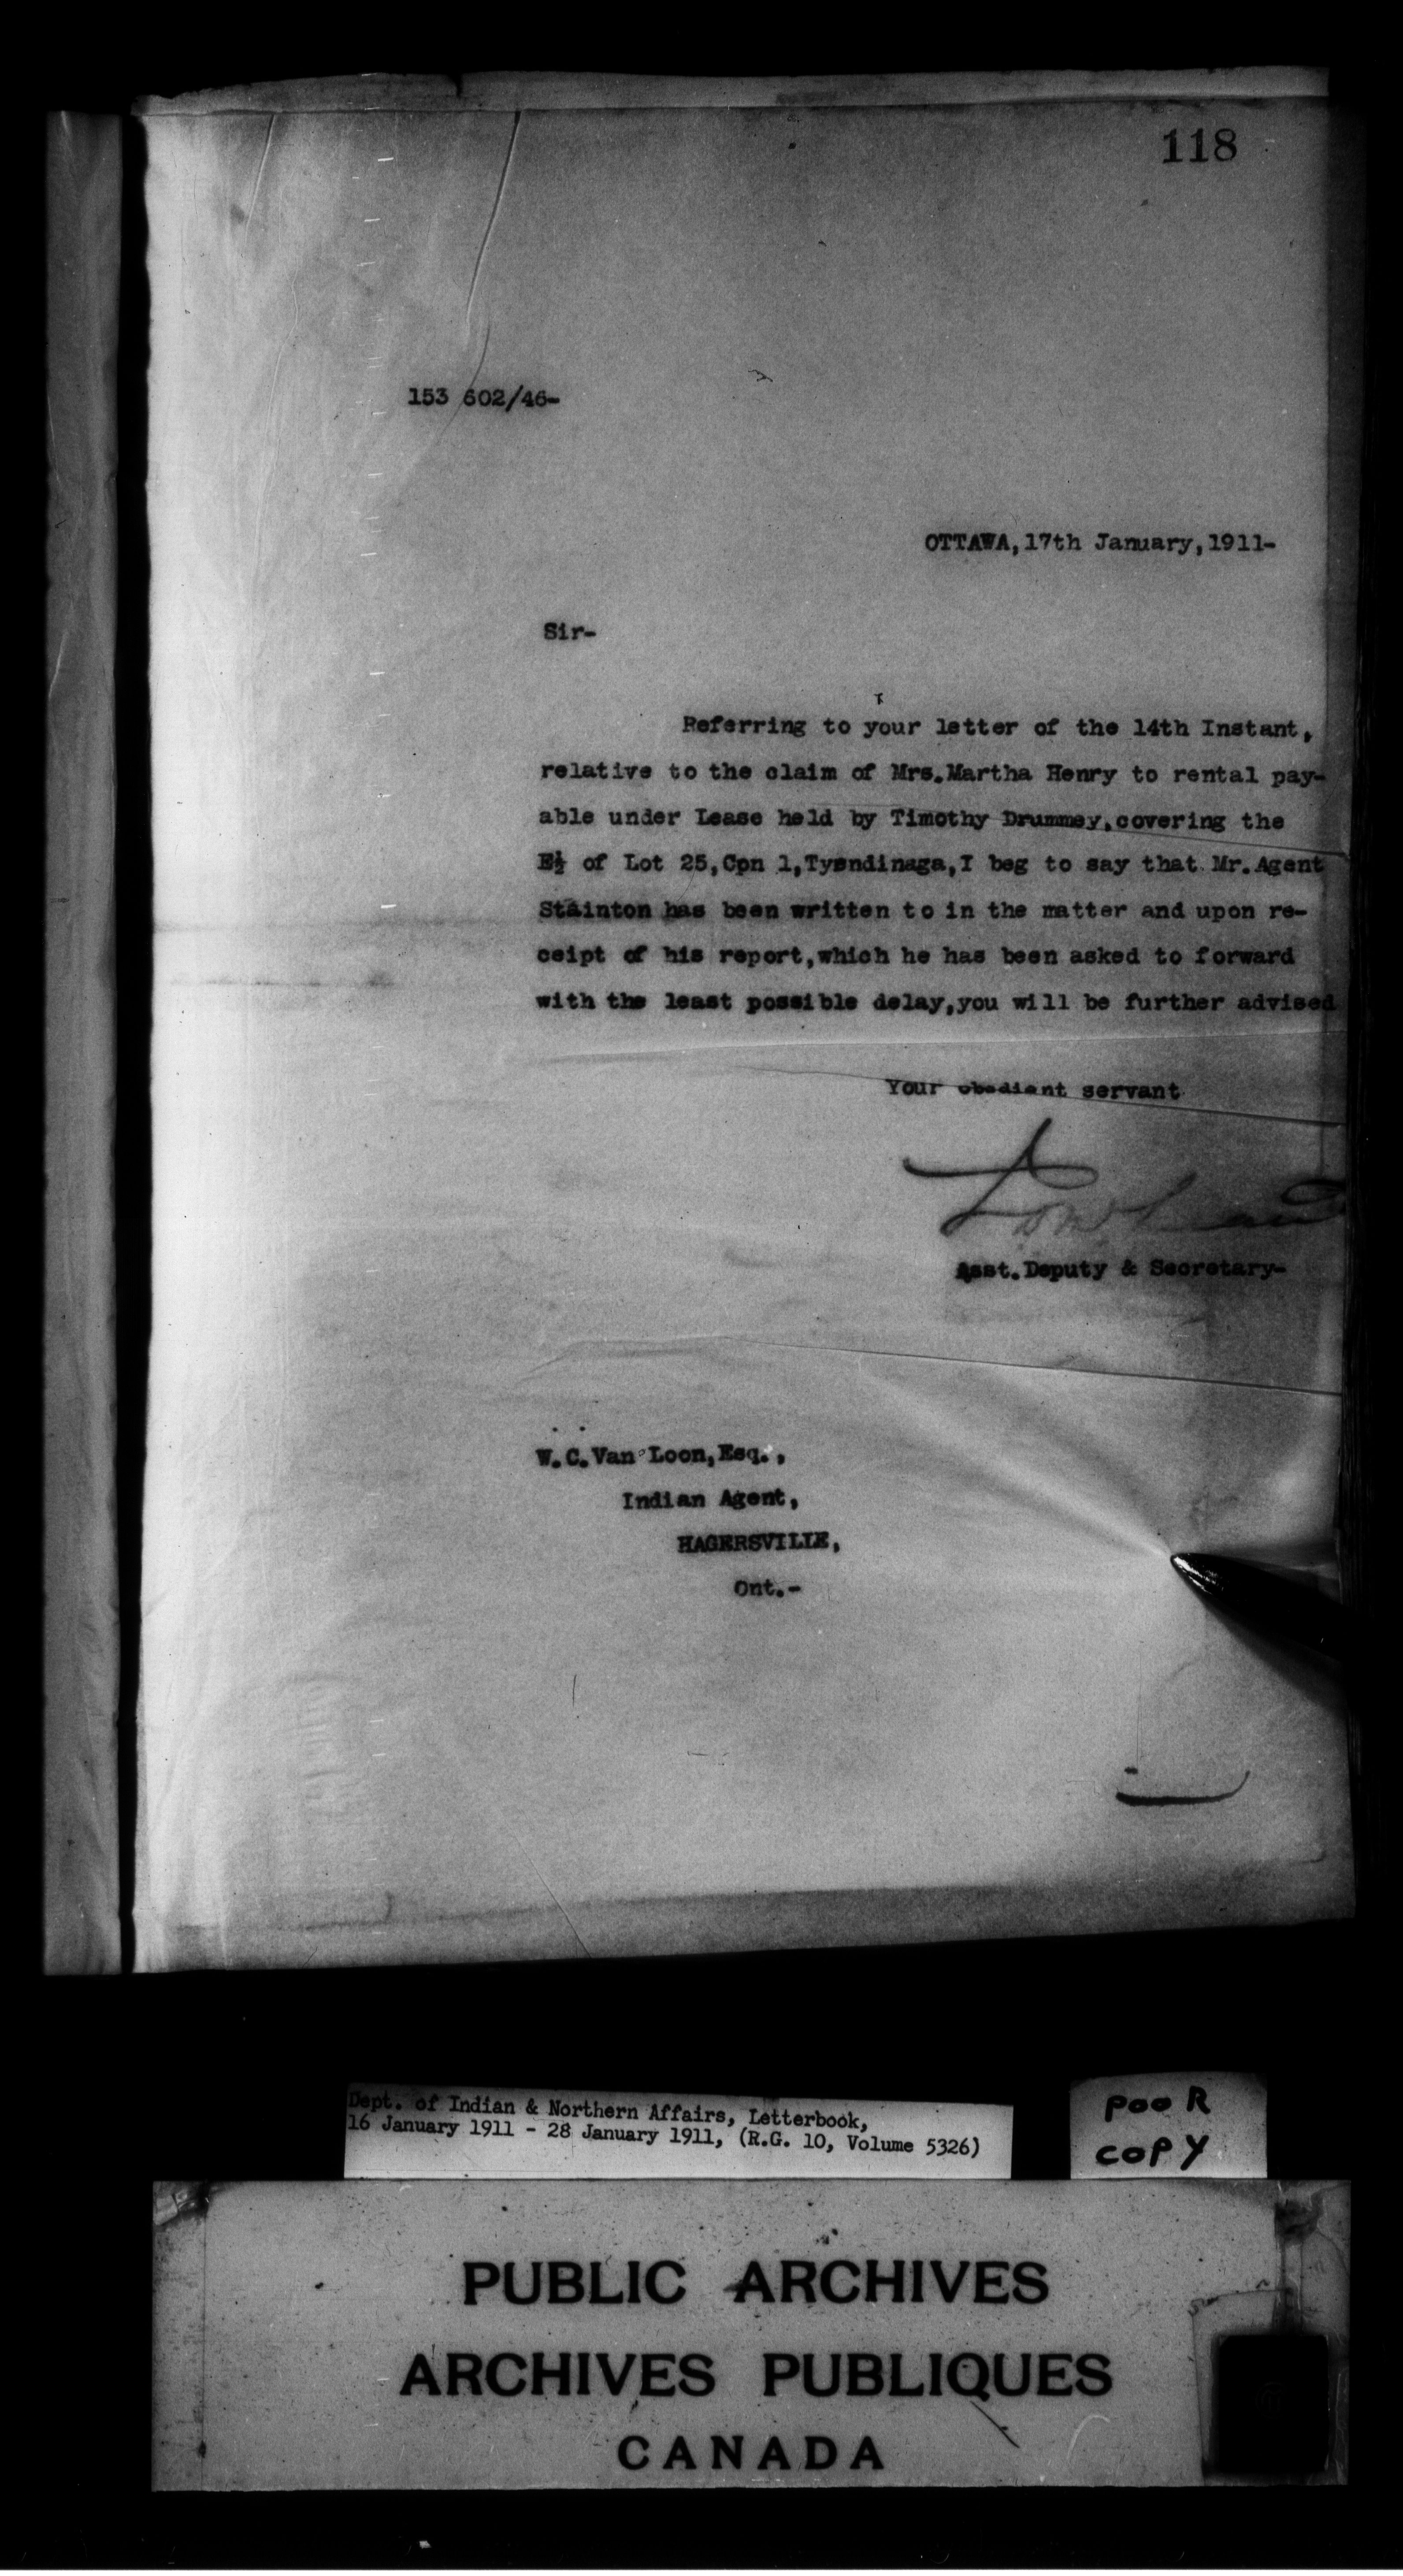 118
153 602/46-
OTTAWA,17th January,1911-
Sir-
Referring to your letter of the 14th Instant,
relative to the claim of Mrs.Martha Henry to rental pay-
able under Lease held by Timothy Drummey,covering the
E½ of Lot 25,Con 1,Tyendinaga,I beg to say that Mr.Agent
Stainton has been written to in the matter and upon re-
ceipt of his report,which he has been asked to forward
with the least possible delay,you will be further advised
Your obedient servant
Asst.Deputy & Secretary-
W.C.Van Loon,Esq.,
Indian Agent,
HAGERSVILLE,
Ont.-
Dept. of Indian & Northern Affairs, Letterbook,
16 January 1911 - 28 January 1911, (R.G. 10, Volume 5326)
POOR
COPY
PUBLIC ARCHIVES
ARCHIVES PUBLIQUES
CANADA